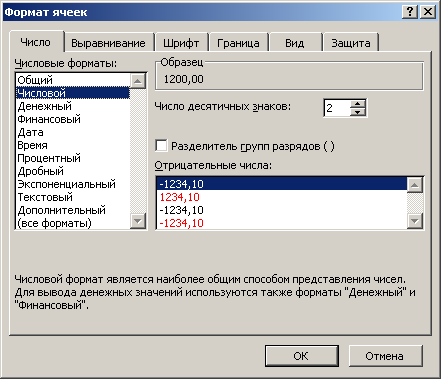 Формат ячеек
Число Выравнивание Шрифт Граница Вид Защита
Числовые форматы:
Общий
Числовой
Денежный
Финансовый
Дата
Время
Процентный
Дробный
Экспоненциальный
Текстовый
Дополнительный
(все форматы)
Образец
1200,00
Число десятичных знаков: 2
Разделитель групп разрядов ( )
Отрицательные числа:
-1234,10
1234,10
-1234,10
-1234,10
Числовой формат является наиболее общим способом представления чисел.
Для вывода денежных значений используются также форматы "Денежный" и
"Финансовый".
ОК Отмена